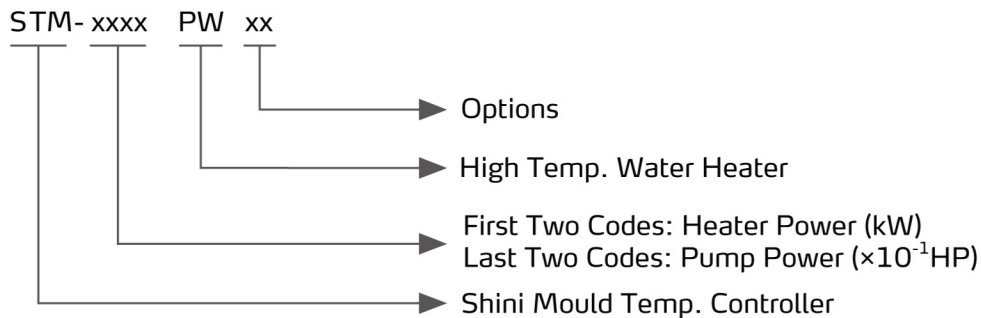 STM- xxxx PW xx
Options
High Temp. Water Heater
First Two Codes: Heater Power (kW)
Last Two Codes: Pump Power (×10⁻¹HP)
Shini Mould Temp. Controller